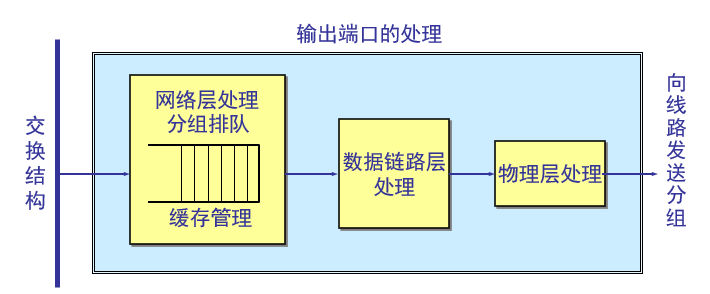 输出端口的处理
交换结构
网络层处理
分组排队
缓存管理
数据链路层
处理
物理层处理
向线路发送分组